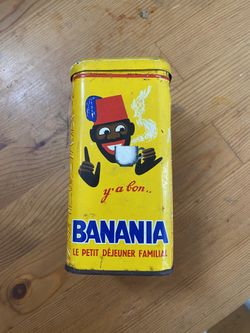 y'a bon..
BANANIA
LE PETIT DÉJEUNER FAMILIAL